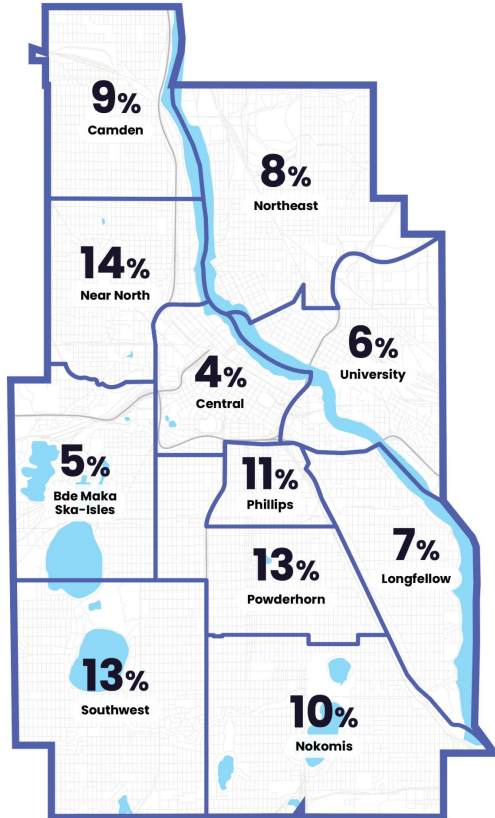 9%
Camden
8%
Northeast
14%
Near North
6%
University
4%
Central
5%
Bde Maka
Ska-Isles
11%
Phillips
7%
Longfellow
13%
Powderhorn
13%
Southwest
10%
Nokomis